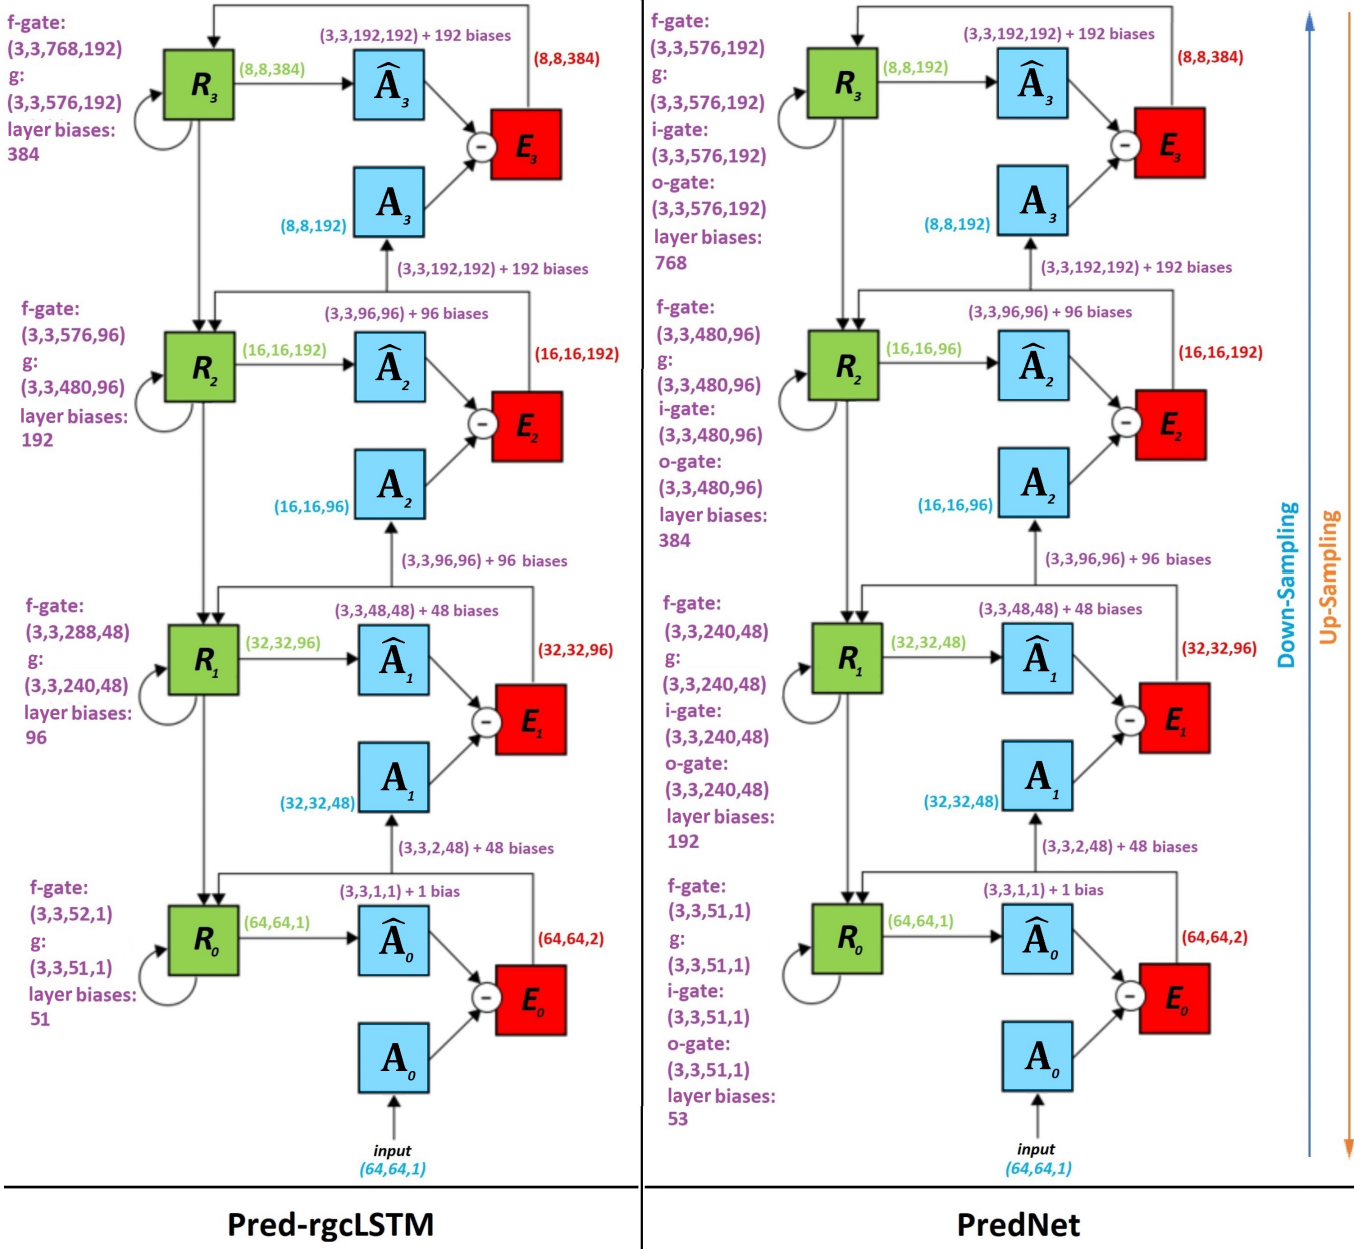 f-gate:
(3,3,768,192)
g:
(3,3,576,192)
layer biases:
384
R3
(8,8,384)
(3,3,192,192) + 192 biases
Â3
(8,8,384)
-
E3
A3
(8,8,192)
(3,3,192,192) + 192 biases
f-gate:
(3,3,576,96)
g:
(3,3,480,96)
layer biases:
192
R2
(16,16,192)
(3,3,96,96) + 96 biases
Â2
(16,16,192)
-
E2
A2
(16,16,96)
(3,3,96,96) + 96 biases
f-gate:
(3,3,288,48)
g:
(3,3,240,48)
layer biases:
96
R1
(32,32,96)
(3,3,48,48) + 48 biases
Â1
(32,32,96)
-
E1
A1
(32,32,48)
(3,3,2,48) + 48 biases
f-gate:
(3,3,52,1)
g:
(3,3,51,1)
layer biases:
51
R0
(64,64,1)
(3,3,1,1) + 1 bias
Â0
(64,64,2)
-
E0
A0
input
(64,64,1)
Pred-rgcLSTM
f-gate:
(3,3,576,192)
g:
(3,3,576,192)
i-gate:
(3,3,576,192)
o-gate:
(3,3,576,192)
layer biases:
768
R3
(8,8,192)
(3,3,192,192) + 192 biases
Â3
(8,8,384)
-
E3
A3
(8,8,192)
(3,3,192,192) + 192 biases
f-gate:
(3,3,480,96)
g:
(3,3,480,96)
i-gate:
(3,3,480,96)
o-gate:
(3,3,480,96)
layer biases:
384
R2
(16,16,96)
(3,3,96,96) + 96 biases
Â2
(16,16,192)
-
E2
A2
(16,16,96)
(3,3,96,96) + 96 biases
f-gate:
(3,3,240,48)
g:
(3,3,240,48)
i-gate:
(3,3,240,48)
o-gate:
(3,3,240,48)
layer biases:
192
R1
(32,32,48)
(3,3,48,48) + 48 biases
Â1
(32,32,96)
-
E1
A1
(32,32,48)
(3,3,2,48) + 48 biases
f-gate:
(3,3,51,1)
g:
(3,3,51,1)
i-gate:
(3,3,51,1)
o-gate:
(3,3,51,1)
layer biases:
53
R0
(64,64,1)
(3,3,1,1) + 1 bias
Â0
(64,64,2)
-
E0
A0
input
(64,64,1)
PredNet
Down-Sampling
Up-Sampling